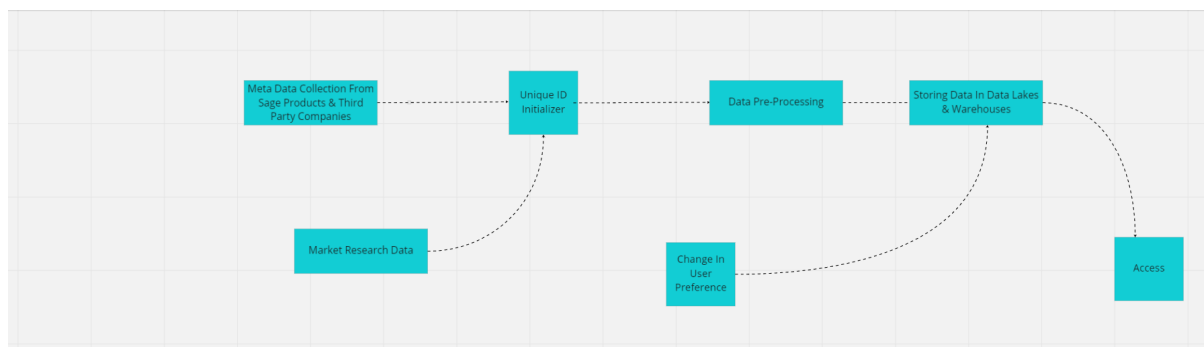 Meta Data Collection From
Sage Products & Third
Party Companies
Unique ID
Initializer
Data Pre-Processing
Storing Data In Data Lakes
& Warehouses
Market Research Data
Change In
User
Preference
Access